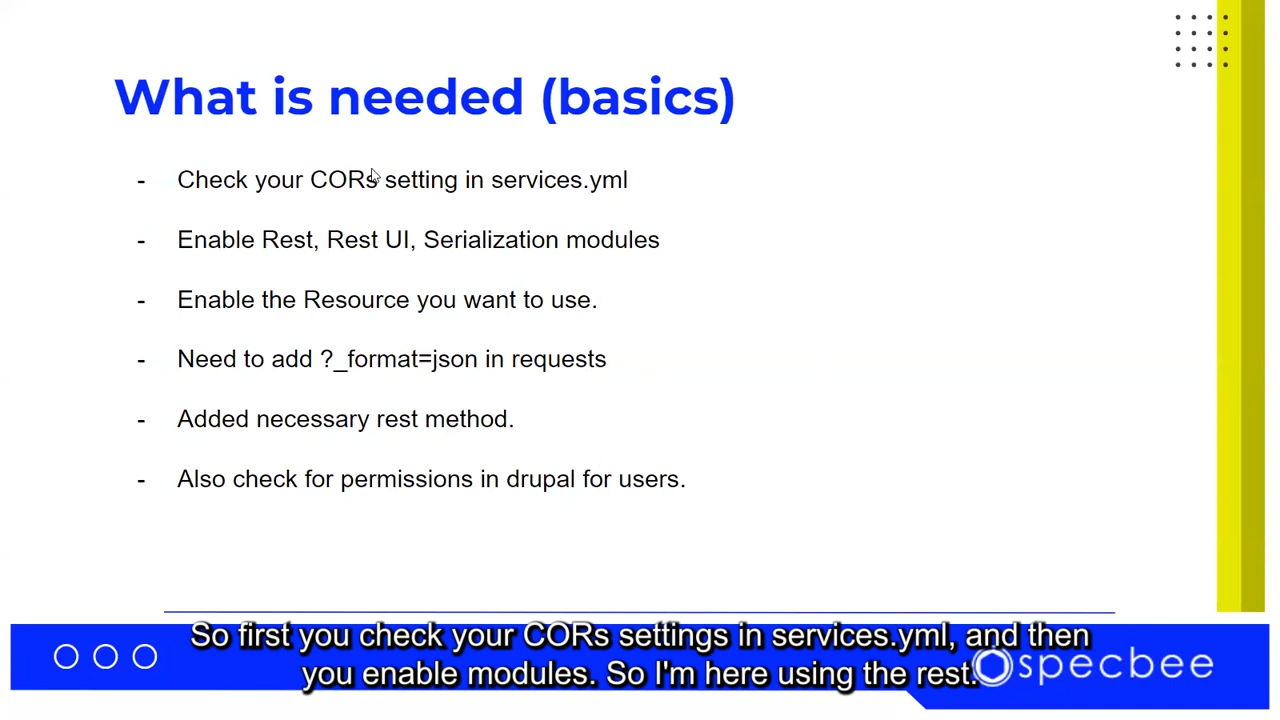 What is needed (basics)
- Check your CORs setting in services.yml
- Enable Rest, Rest UI, Serialization modules
- Enable the Resource you want to use.
- Need to add ?_format=json in requests
- Added necessary rest method.
- Also check for permissions in drupal for users.
So first you check your CORs settings in services.yml, and then
you enable modules. So I'm here using the rest.
specbee